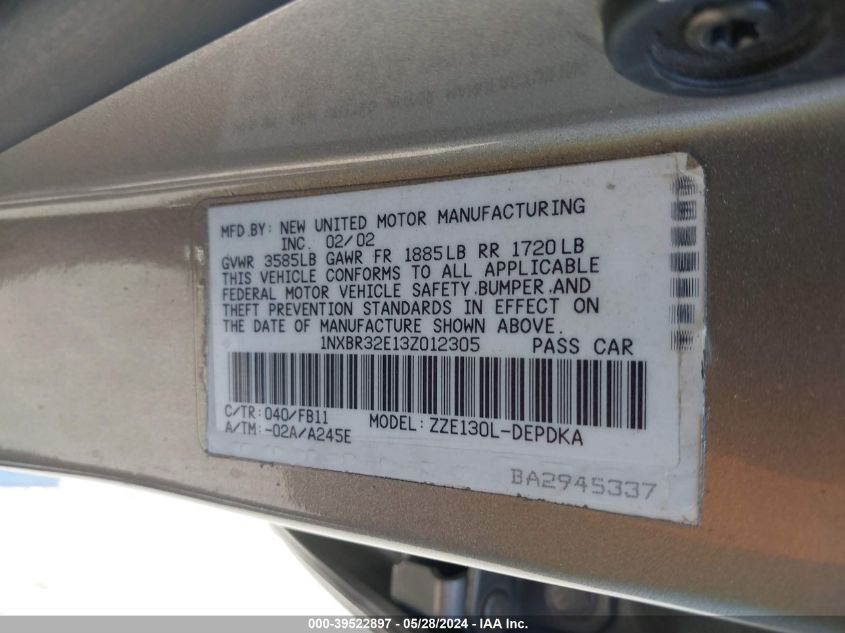 MFD.BY: NEW UNITED MOTOR MANUFACTURING
INC. 02/02
GVWR 3585LB GAWR FR 1885LB RR 1720LB
THIS VEHICLE CONFORMS TO ALL APPLICABLE
FEDERAL MOTOR VEHICLE SAFETY,BUMPER,AND
THEFT PREVENTION STANDARDS IN EFFECT ON
THE DATE OF MANUFACTURE SHOWN ABOVE.
1NXBR32E13Z012305 PASS CAR
C/TR: 040/FB11 MODEL: ZZE130L-DEPDKA
A/TM: -02A/A245E
BA2945337
000-39522897 / 05/28/2024 - IAA Inc.